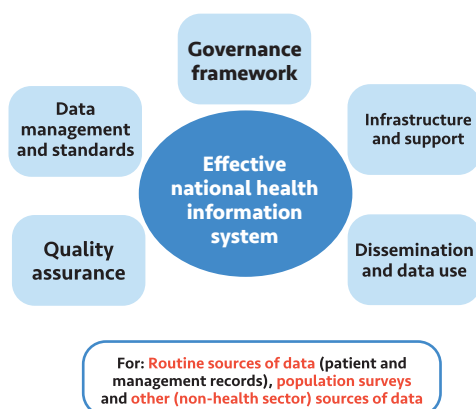 Governance
framework
Data
management
and standards
Infrastructure
and support
Effective
national health
information
system
Quality
assurance
Dissemination
and data use
For: Routine sources of data (patient and
management records), population surveys
and other (non-health sector) sources of data